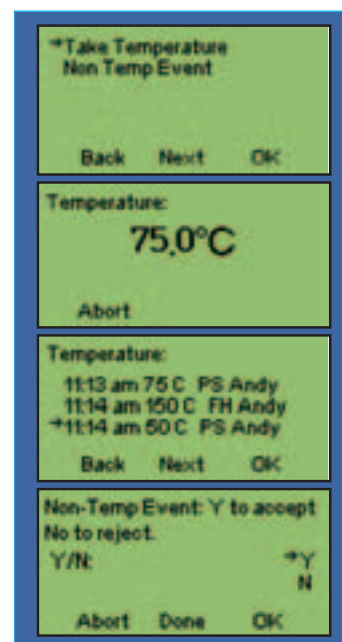 →Take Temperature
Non Temp Event
Back Next OK
Temperature:
75.0°C
Abort
Temperature:
11:13 am 75 C PS Andy
11:14 am 150 C FH Andy
→11:14 am 50 C PS Andy
Back Next OK
Non-Temp Event: Y to accept
No to reject.
Y/N: →Y
N
Abort Done OK